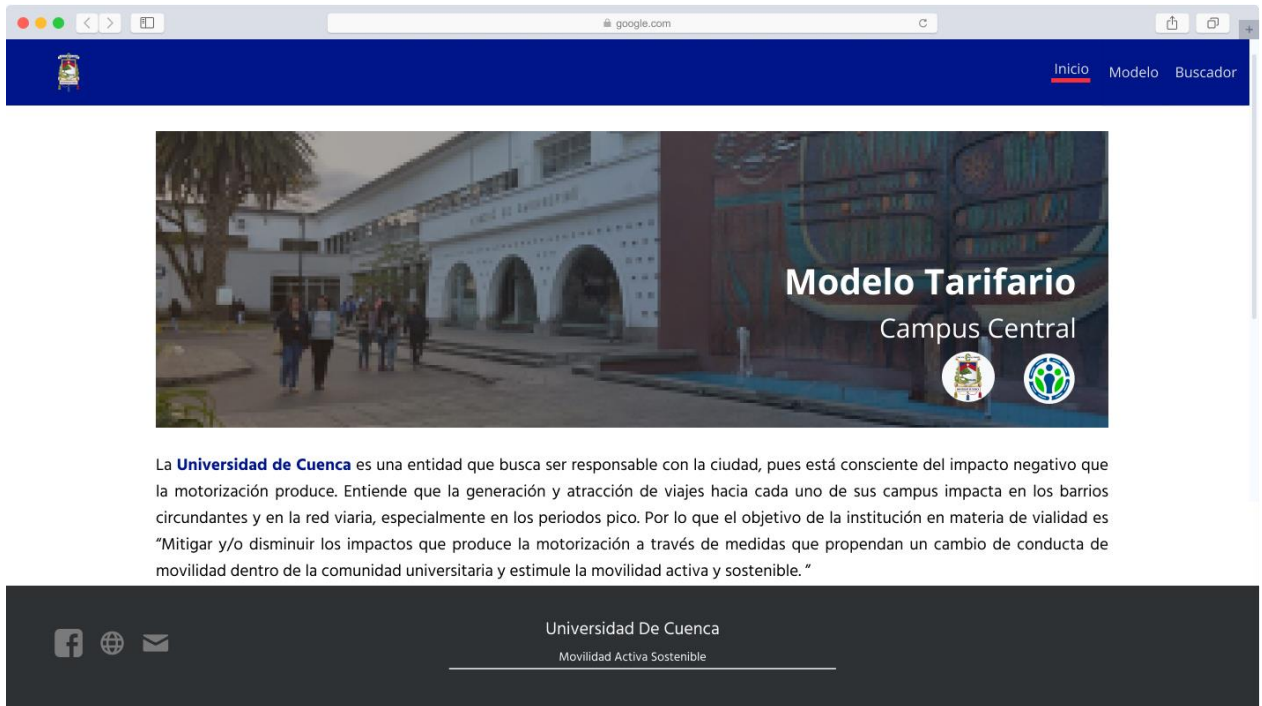 google.com
Inicio Modelo Buscador
Modelo Tarifario
Campus Central
La Universidad de Cuenca es una entidad que busca ser responsable con la ciudad, pues está consciente del impacto negativo que
la motorización produce. Entiende que la generación y atracción de viajes hacia cada uno de sus campus impacta en los barrios
circundantes y en la red viaria, especialmente en los periodos pico. Por lo que el objetivo de la institución en materia de vialidad es
“Mitigar y/o disminuir los impactos que produce la motorización a través de medidas que propendan un cambio de conducta de
movilidad dentro de la comunidad universitaria y estimule la movilidad activa y sostenible. ”
Universidad De Cuenca
Movilidad Activa Sostenible